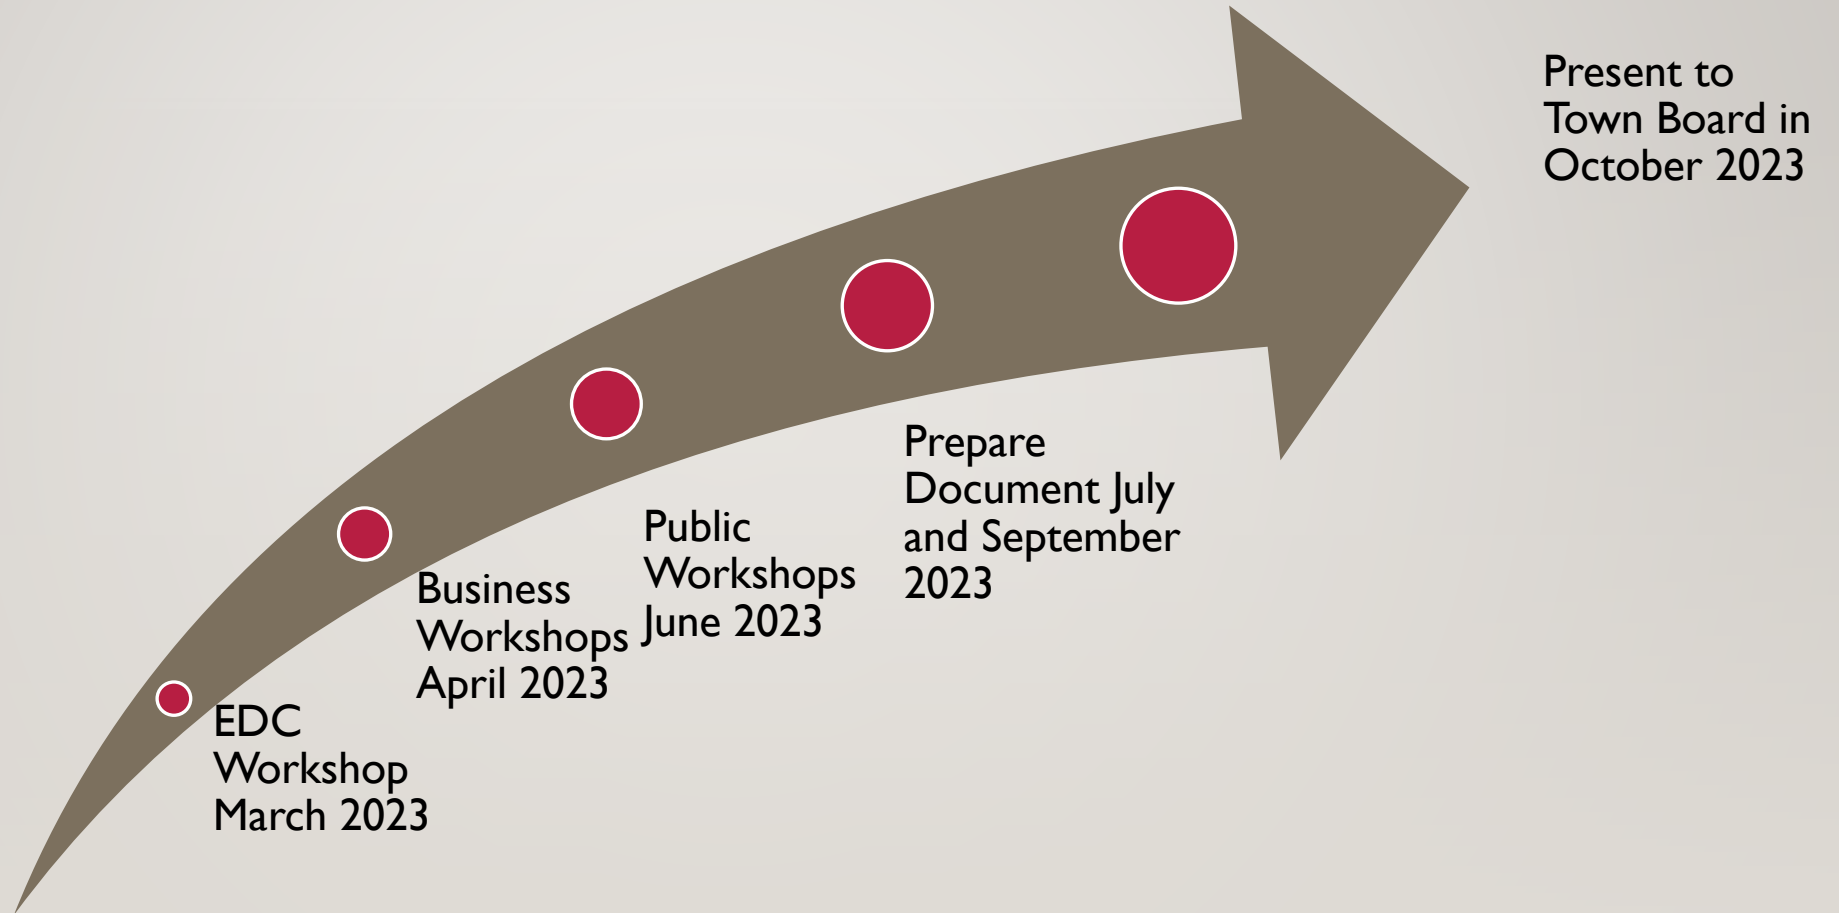 EDC
Workshop
March 2023
Business
Workshops
April 2023
Public
Workshops
June 2023
Prepare
Document July
and September
2023
Present to
Town Board in
October 2023